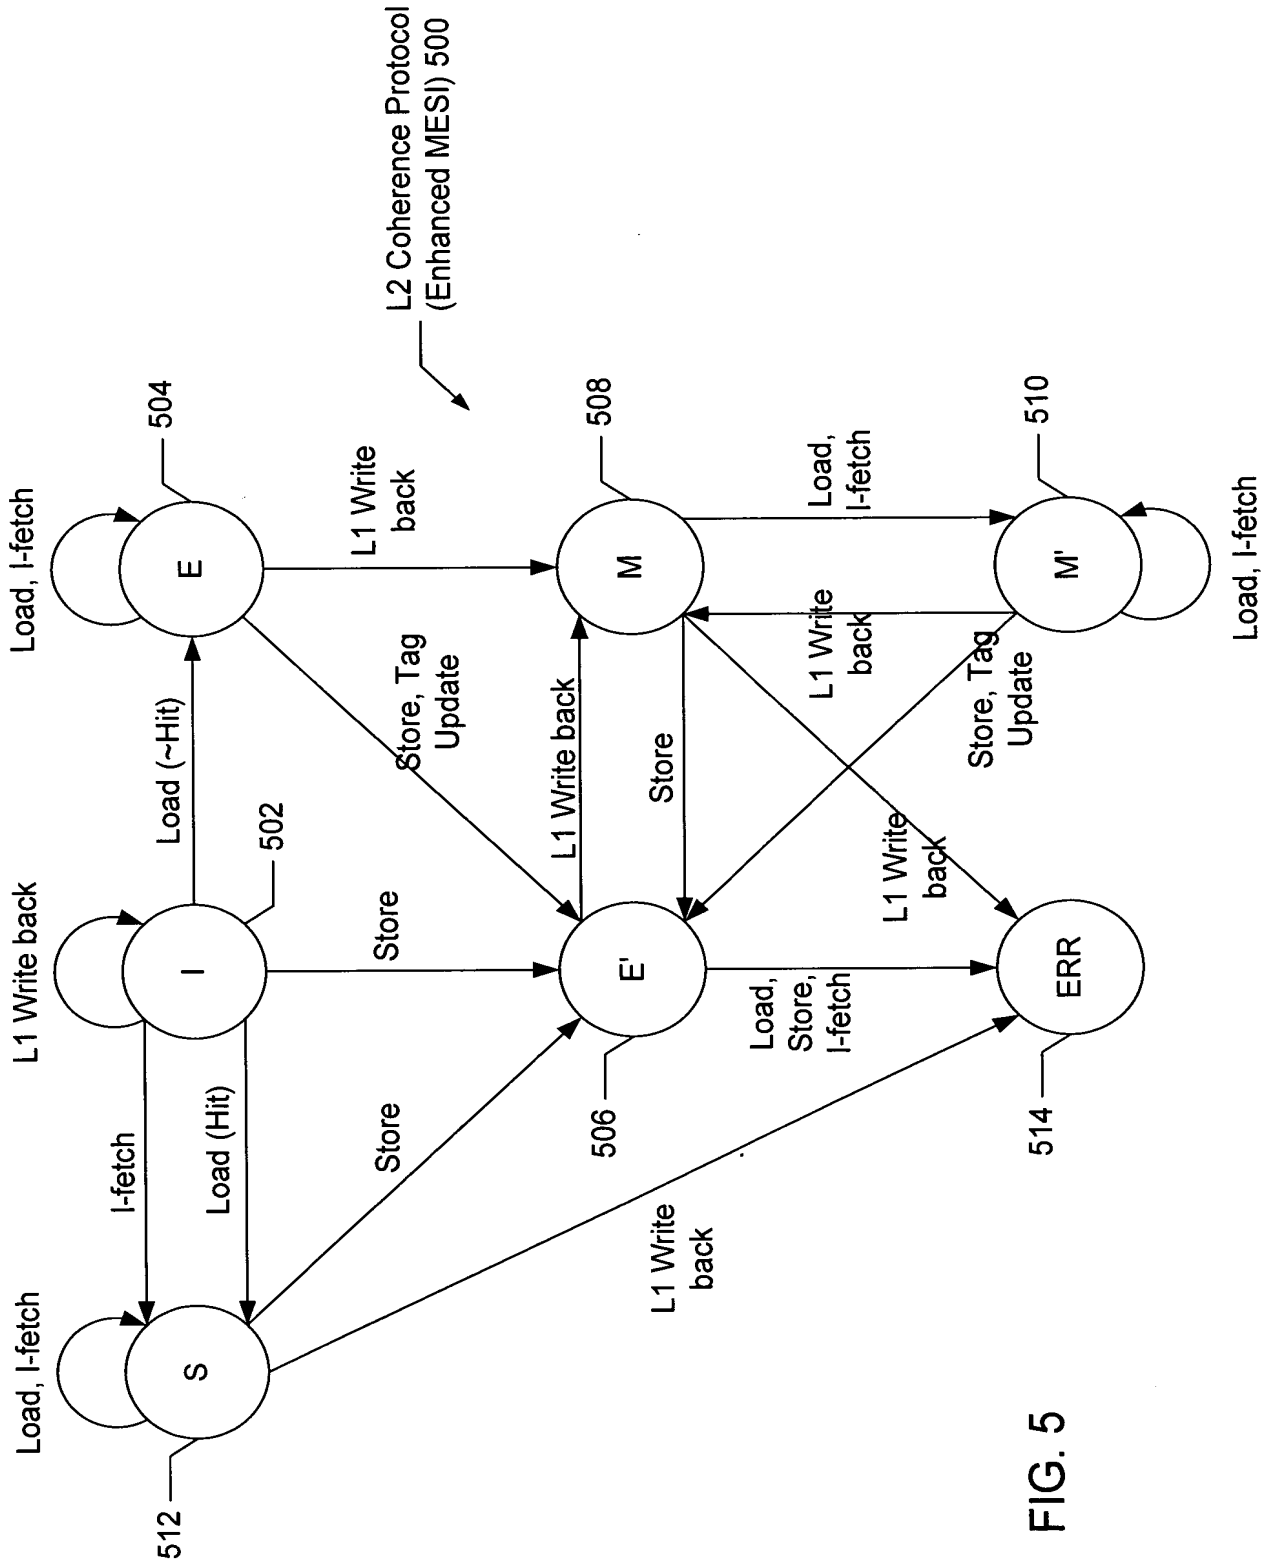 Load, I-fetch
L1 Write back
Load, I-fetch
512
S
I-fetch
Load (Hit)
I
502
Load (~Hit)
E
504
Store
Store
Store, Tag
Update
L1 Write
back
L2 Coherence Protocol
(Enhanced MESI) 500
L1 Write
back
506
E'
L1 Write back
Store
M
508
Load,
Store,
I-fetch
L1 Write
back
L1 Write
back
Store, Tag
Update
Load,
I-fetch
514
ERR
M'
510
Load, I-fetch
FIG. 5